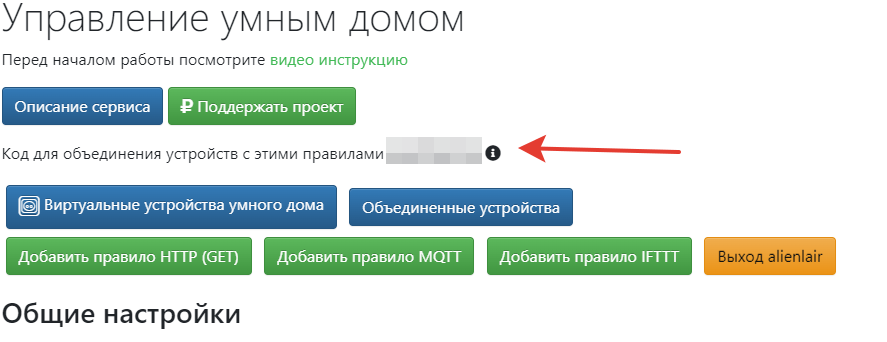 Управление умным домом
Перед началом работы посмотрите видео инструкцию
Описание сервиса ₽ Поддержать проект
Код для объединения устройств с этими правилами
Виртуальные устройства умного дома Объединенные устройства
Добавить правило HTTP (GET) Добавить правило MQTT Добавить правило IFTTT Выход alienlair
Общие настройки